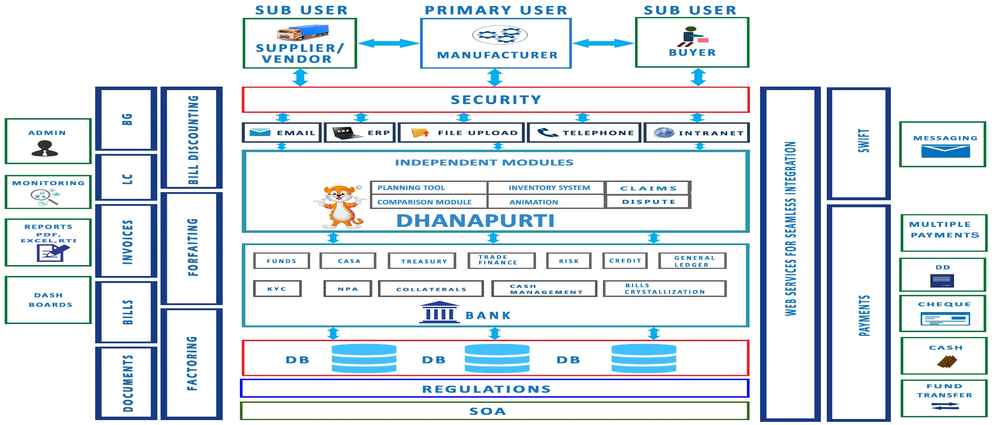 SUB USER
PRIMARY USER
SUB USER
SUPPLIER/
VENDOR
MANUFACTURER
BUYER
SECURITY
EMAIL
ERP
ERP
FILE UPLOAD
TELEPHONE
INTRANET
INDEPENDENT MODULES
©
PLANNING TOOL
INVENTORY SYSTEM
CLAIMS
COMPARISON MODULE
ANIMATION
DISPUTE
DHANAPURTI
FUNDS
CASA
TREASURY
TRADE
FINANCE
RISK
CREDIT
GENERAL
LEDGER
KYC
NPA
COLLATERALS
CASH
MANAGEMENT
BILLS
CRYSTALLIZATION
BANK
DB
DB
DB
REGULATIONS
SOA
ADMIN
MONITORING
REPORTS
PDF,
EXCEL,RTI
DASH
BOARDS
BG
LC
INVOICES
BILLS
DOCUMENTS
BILL DISCOUNTING
FORFAITING
FACTORING
WEB SERVICES FOR SEAMLESS INTEGRATION
SWIFT
PAYMENTS
MESSAGING
MULTIPLE
PAYMENTS
DD
CHEQUE
CASH
FUND
TRANSFER